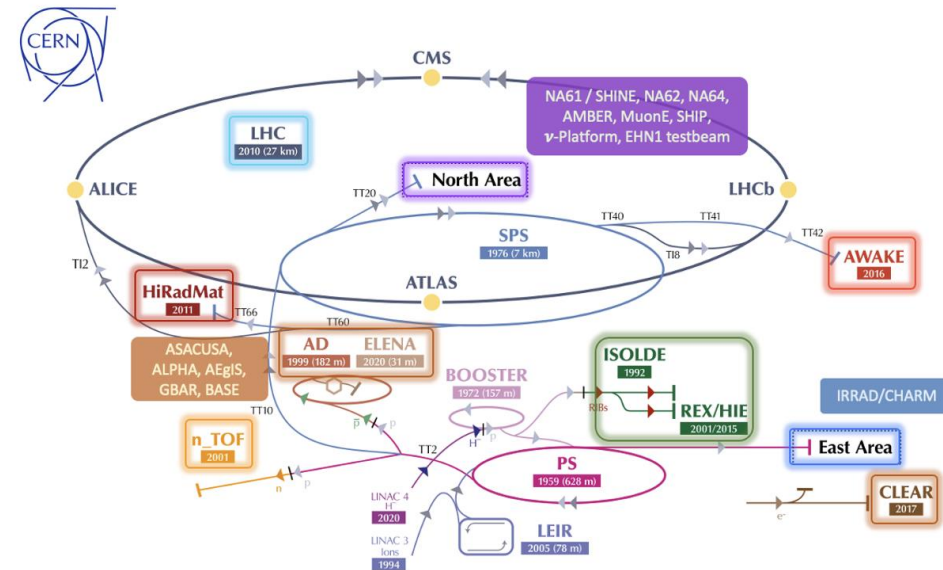 CERN
CMS
NA61 / SHINE, NA62, NA64,
AMBER, MuonE, SHIP,
ν-Platform, EHN1 testbeam
LHC
2010 (27 km)
North Area
ALICE
LHCb
TT20
TT40
TT41
TT42
SPS
1976 (7 km)
TI8
AWAKE
2016
TI2
ATLAS
HiRadMat
2011
TT66
TT60
ASACUSA,
ALPHA, AEgIS,
GBAR, BASE
AD
1999 (182 m)
ELENA
2020 (31 m)
ISOLDE
1992
BOOSTER
1972 (157 m)
RIBs
REX/HIE
2001/2015
IRRAD/CHARM
TT10
p̅
p
H⁻
p
n_TOF
2001
TT2
East Area
n
p
PS
1959 (628 m)
LINAC 4
H⁻
2020
CLEAR
2017
e⁻
LINAC 3
Ions
1994
LEIR
2005 (78 m)